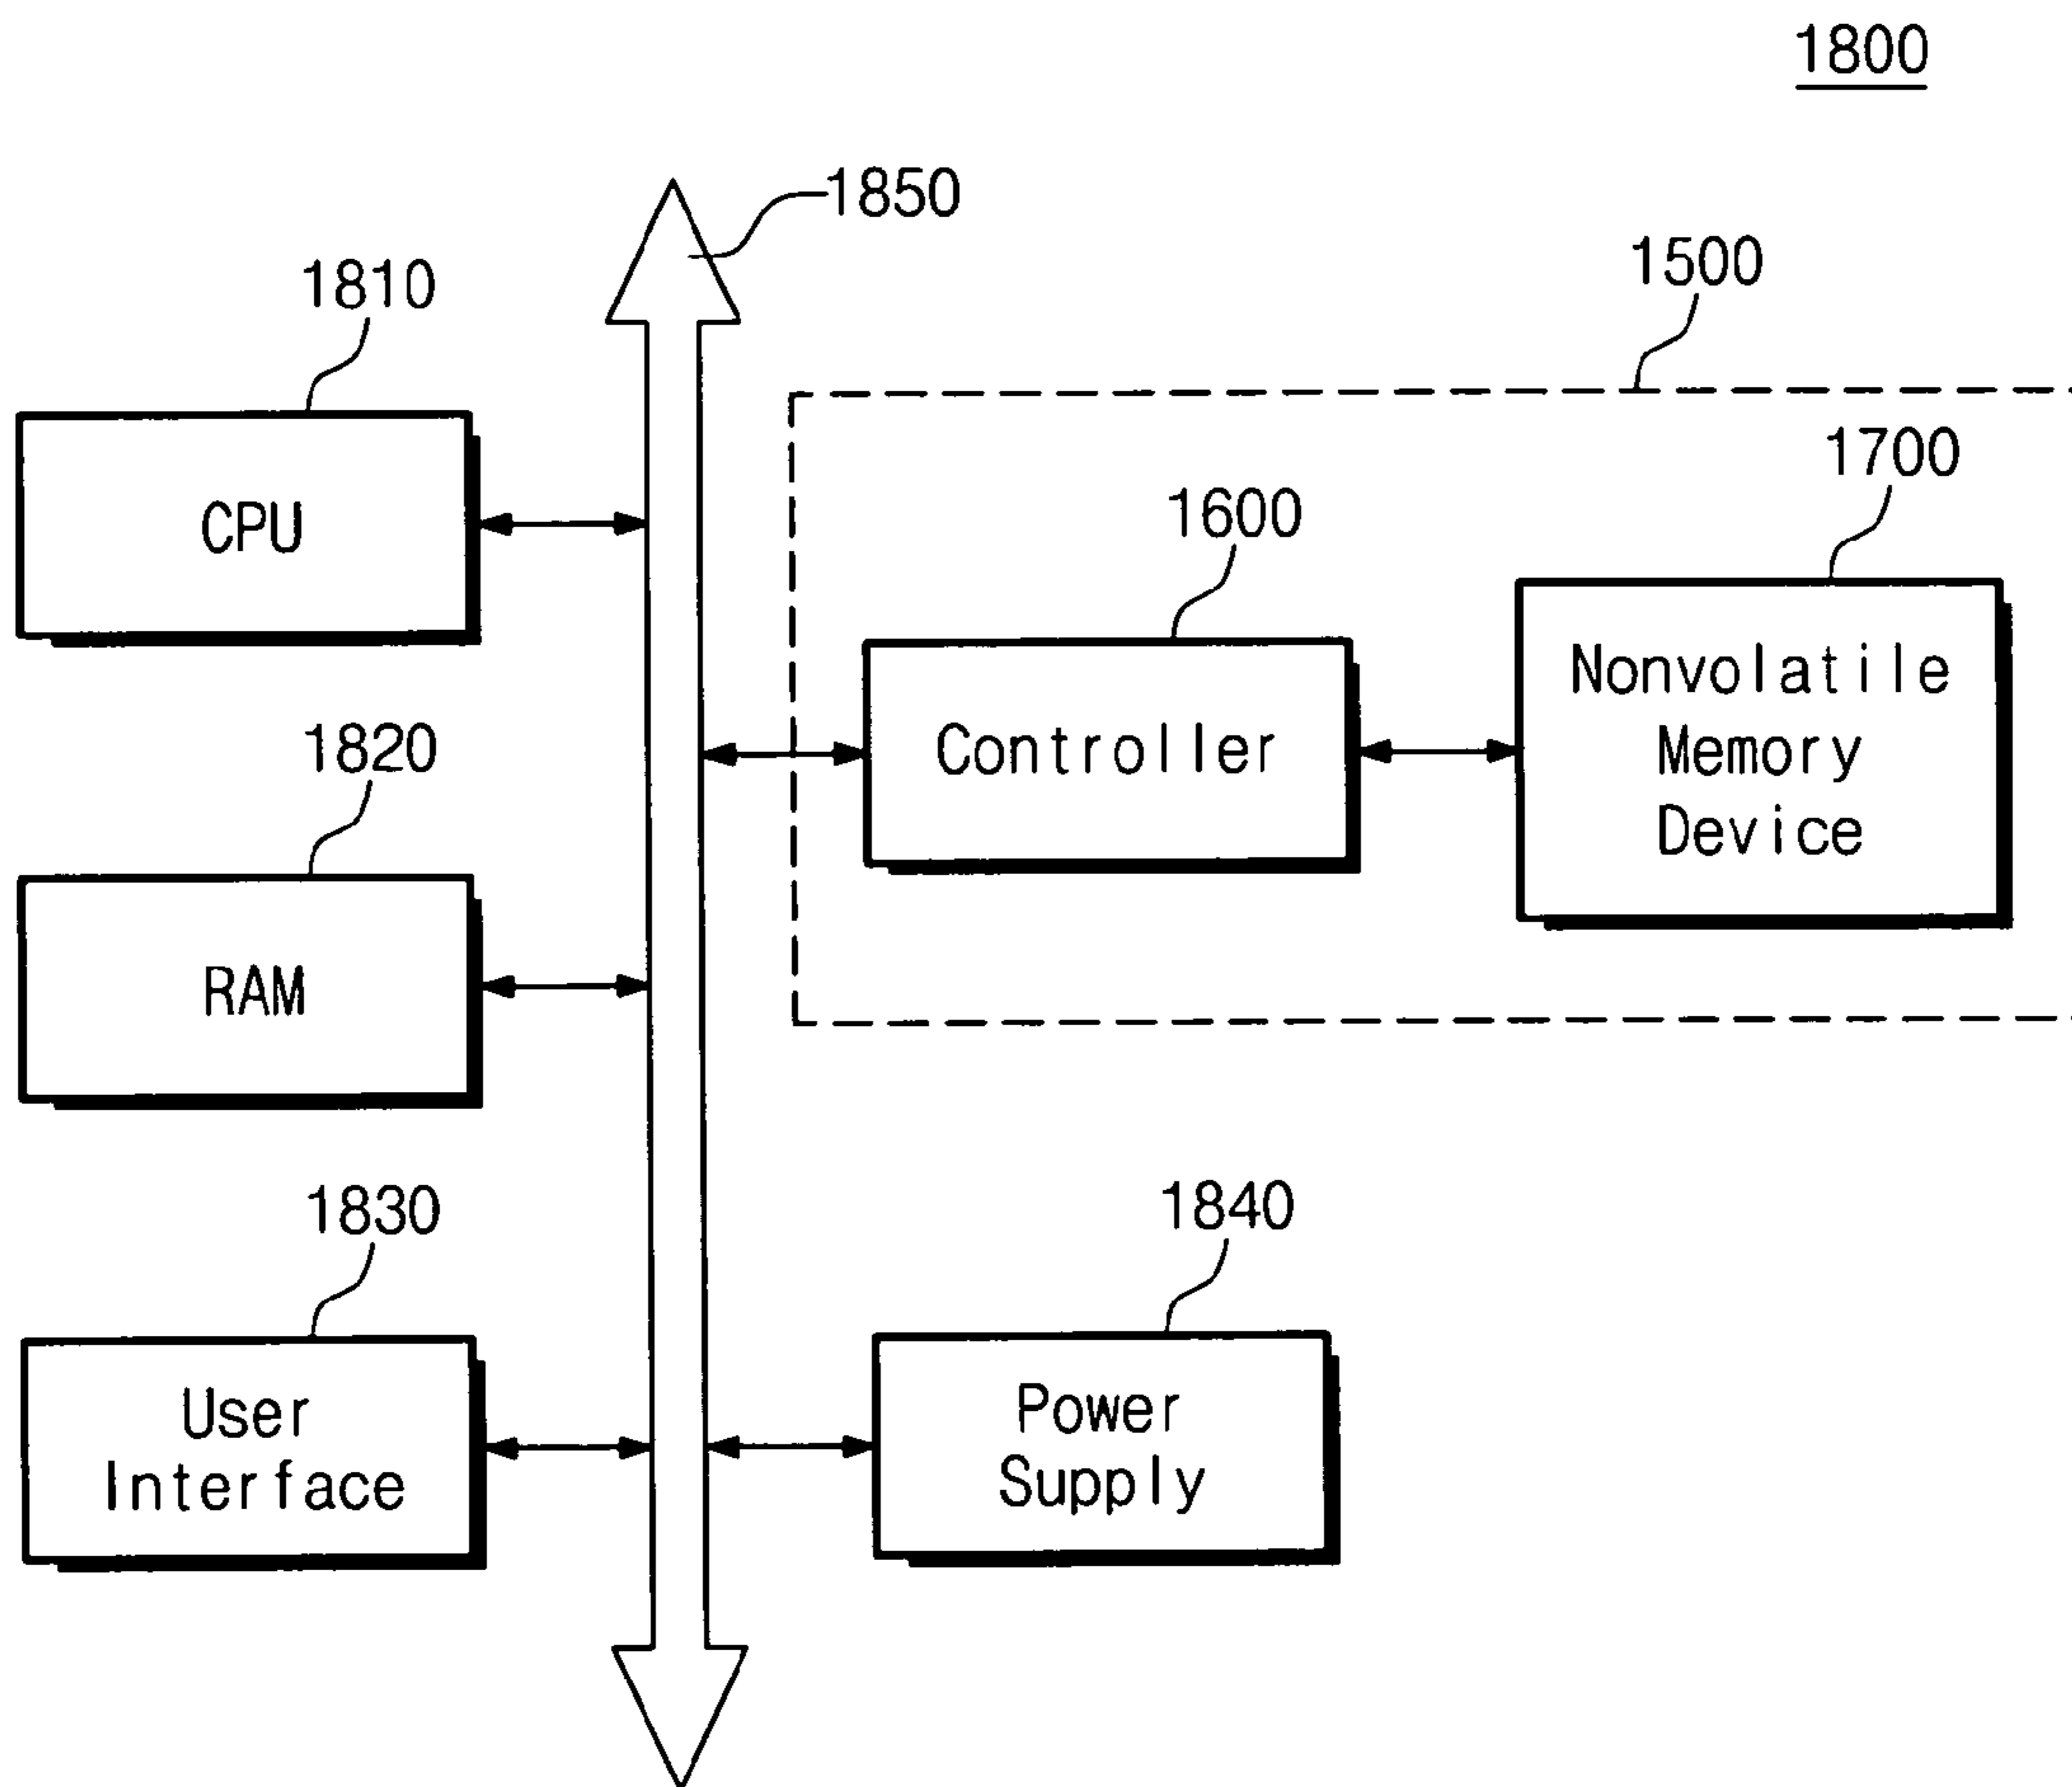 1800
1850
1810
1500
1700
1600
CPU
Nonvolatile
Memory
Device
Controller
1820
RAM
1830
1840
User
Interface
Power
Supply